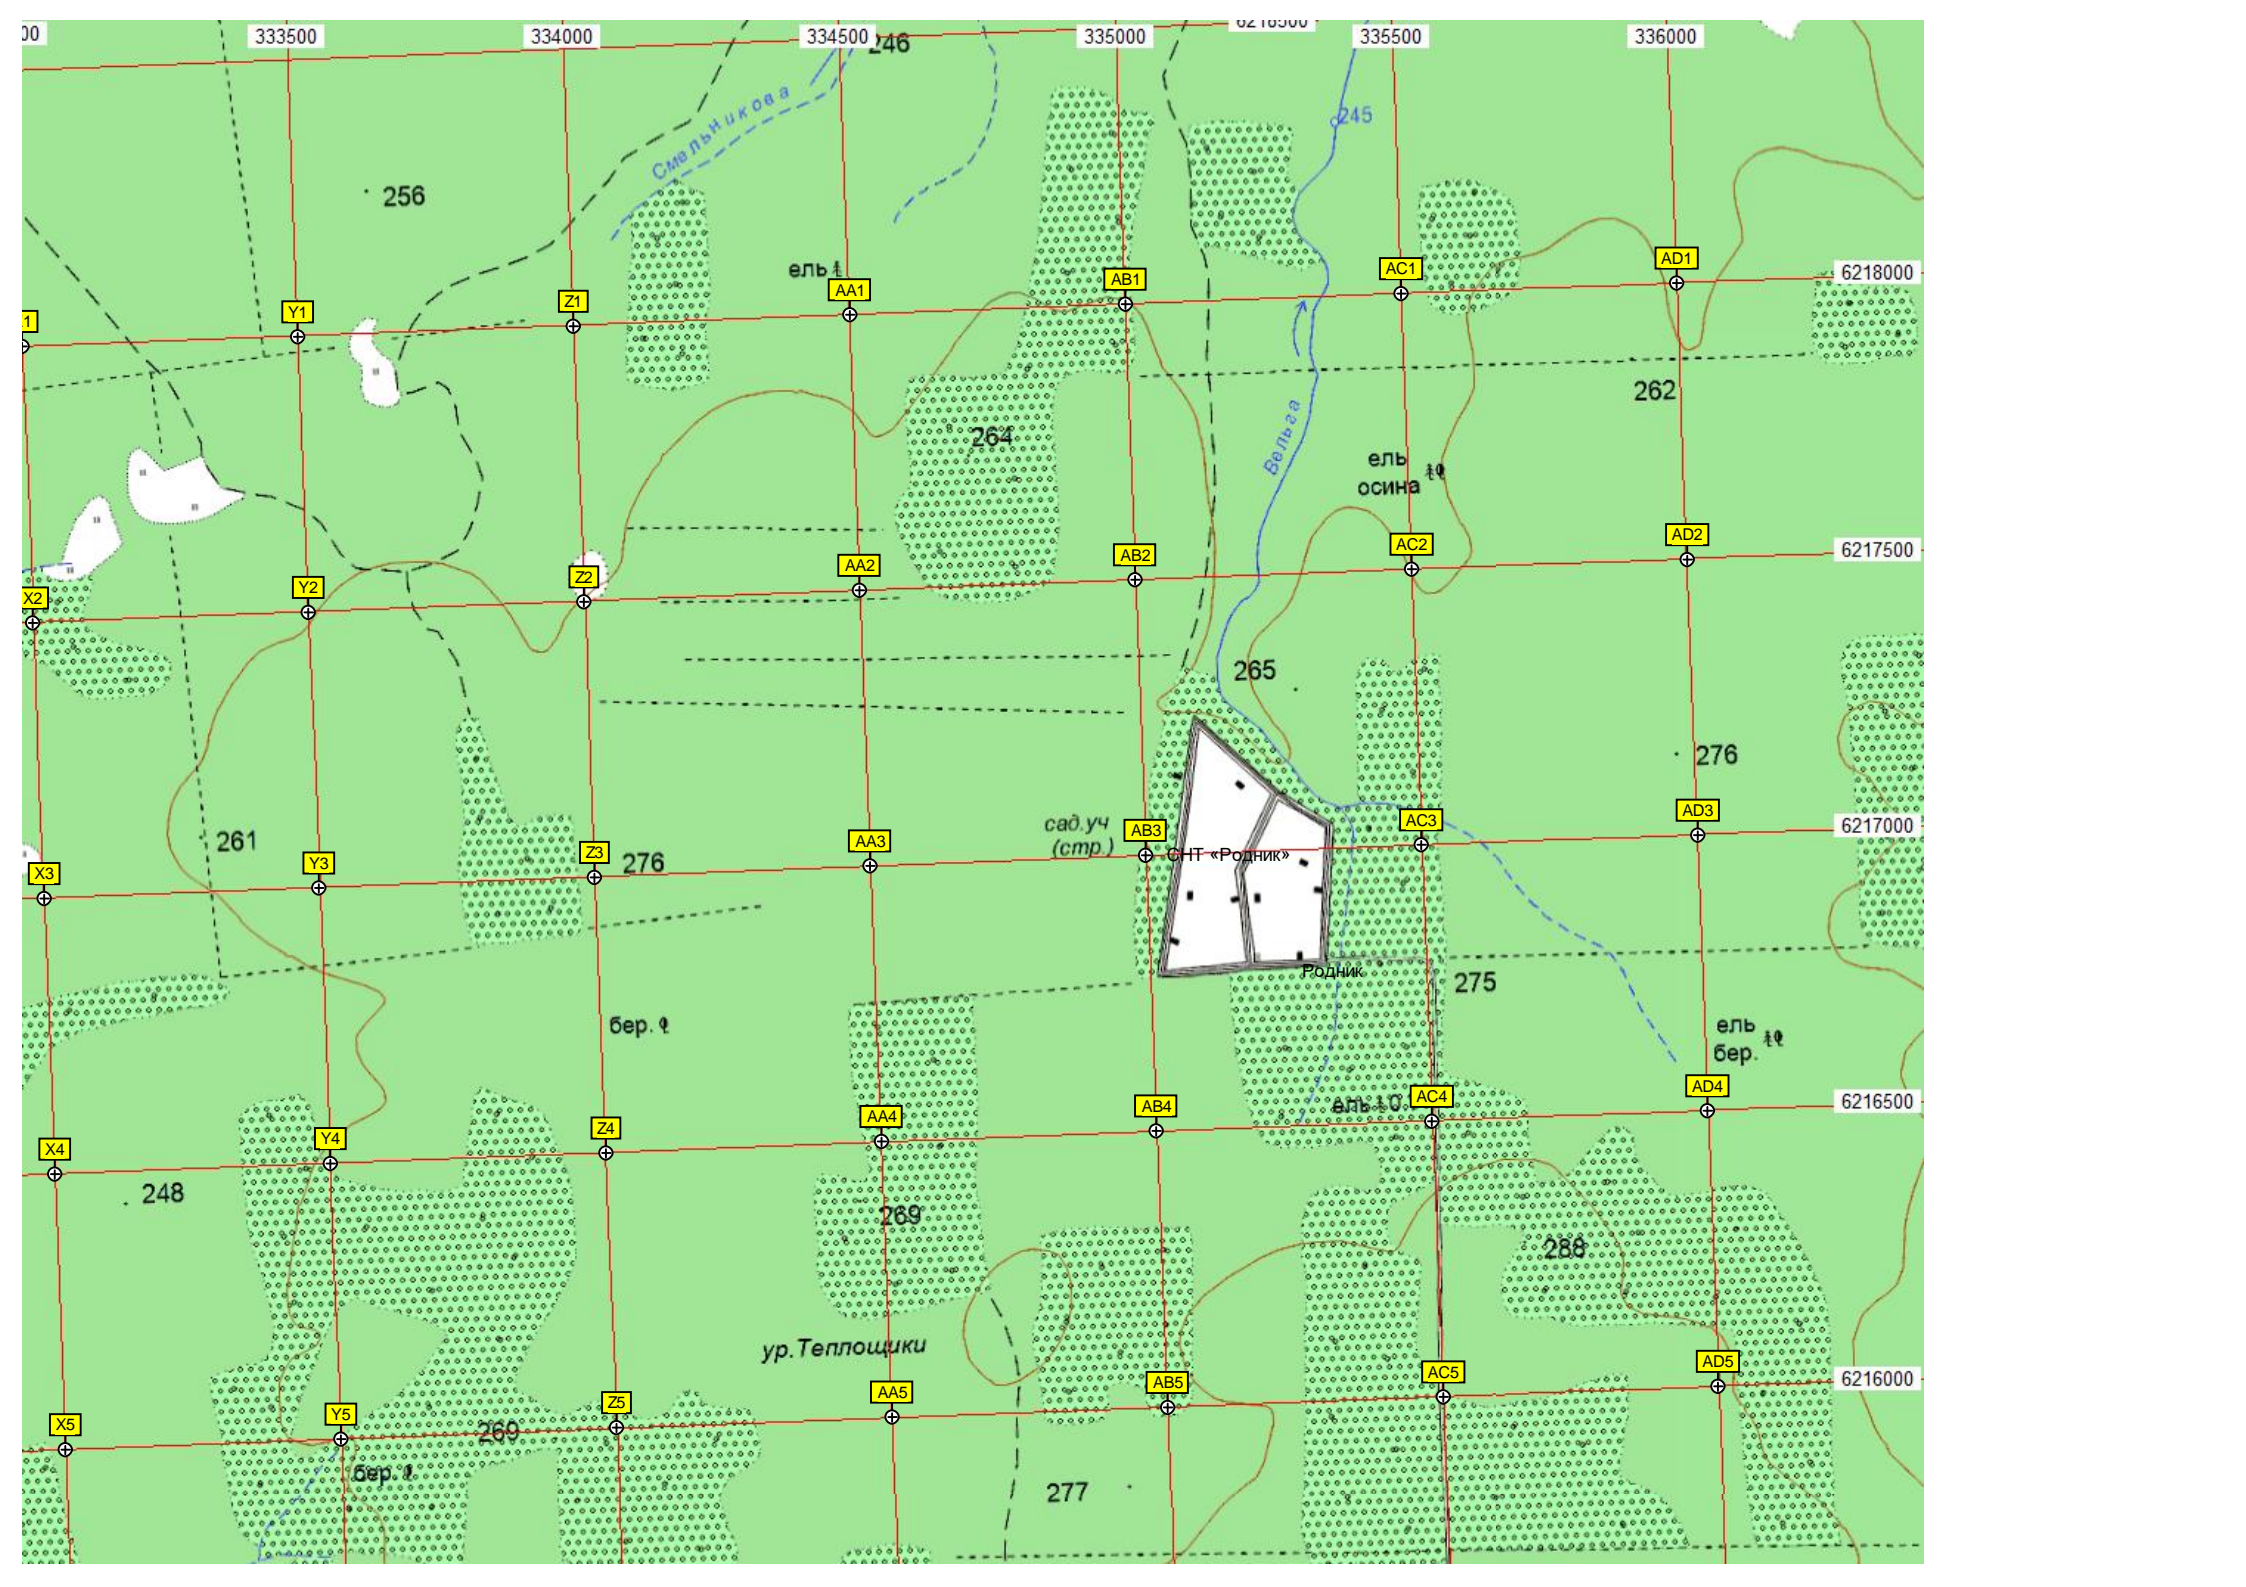 00
333500
334000
334500
335000
6218500
335500
336000
246
Смельникова
245
256
ель
AD1
AC1
6218000
AB1
AA1
Z1
Y1
262
Вельга
264
ель
осина
AD2
AC2
6217500
AB2
AA2
Z2
Y2
X2
265
276
AD3
AC3
6217000
сад.уч
(стр.)
AB3
AA3
Z3
Y3
X3
261
276
СНТ «Родник»
Родник
275
бер.
ель
бер.
AD4
AC4
6216500
ель
AB4
AA4
Z4
Y4
X4
248
269
288
ур.Теплощики
AD5
AC5
6216000
AB5
AA5
Z5
Y5
X5
269
бер.
277